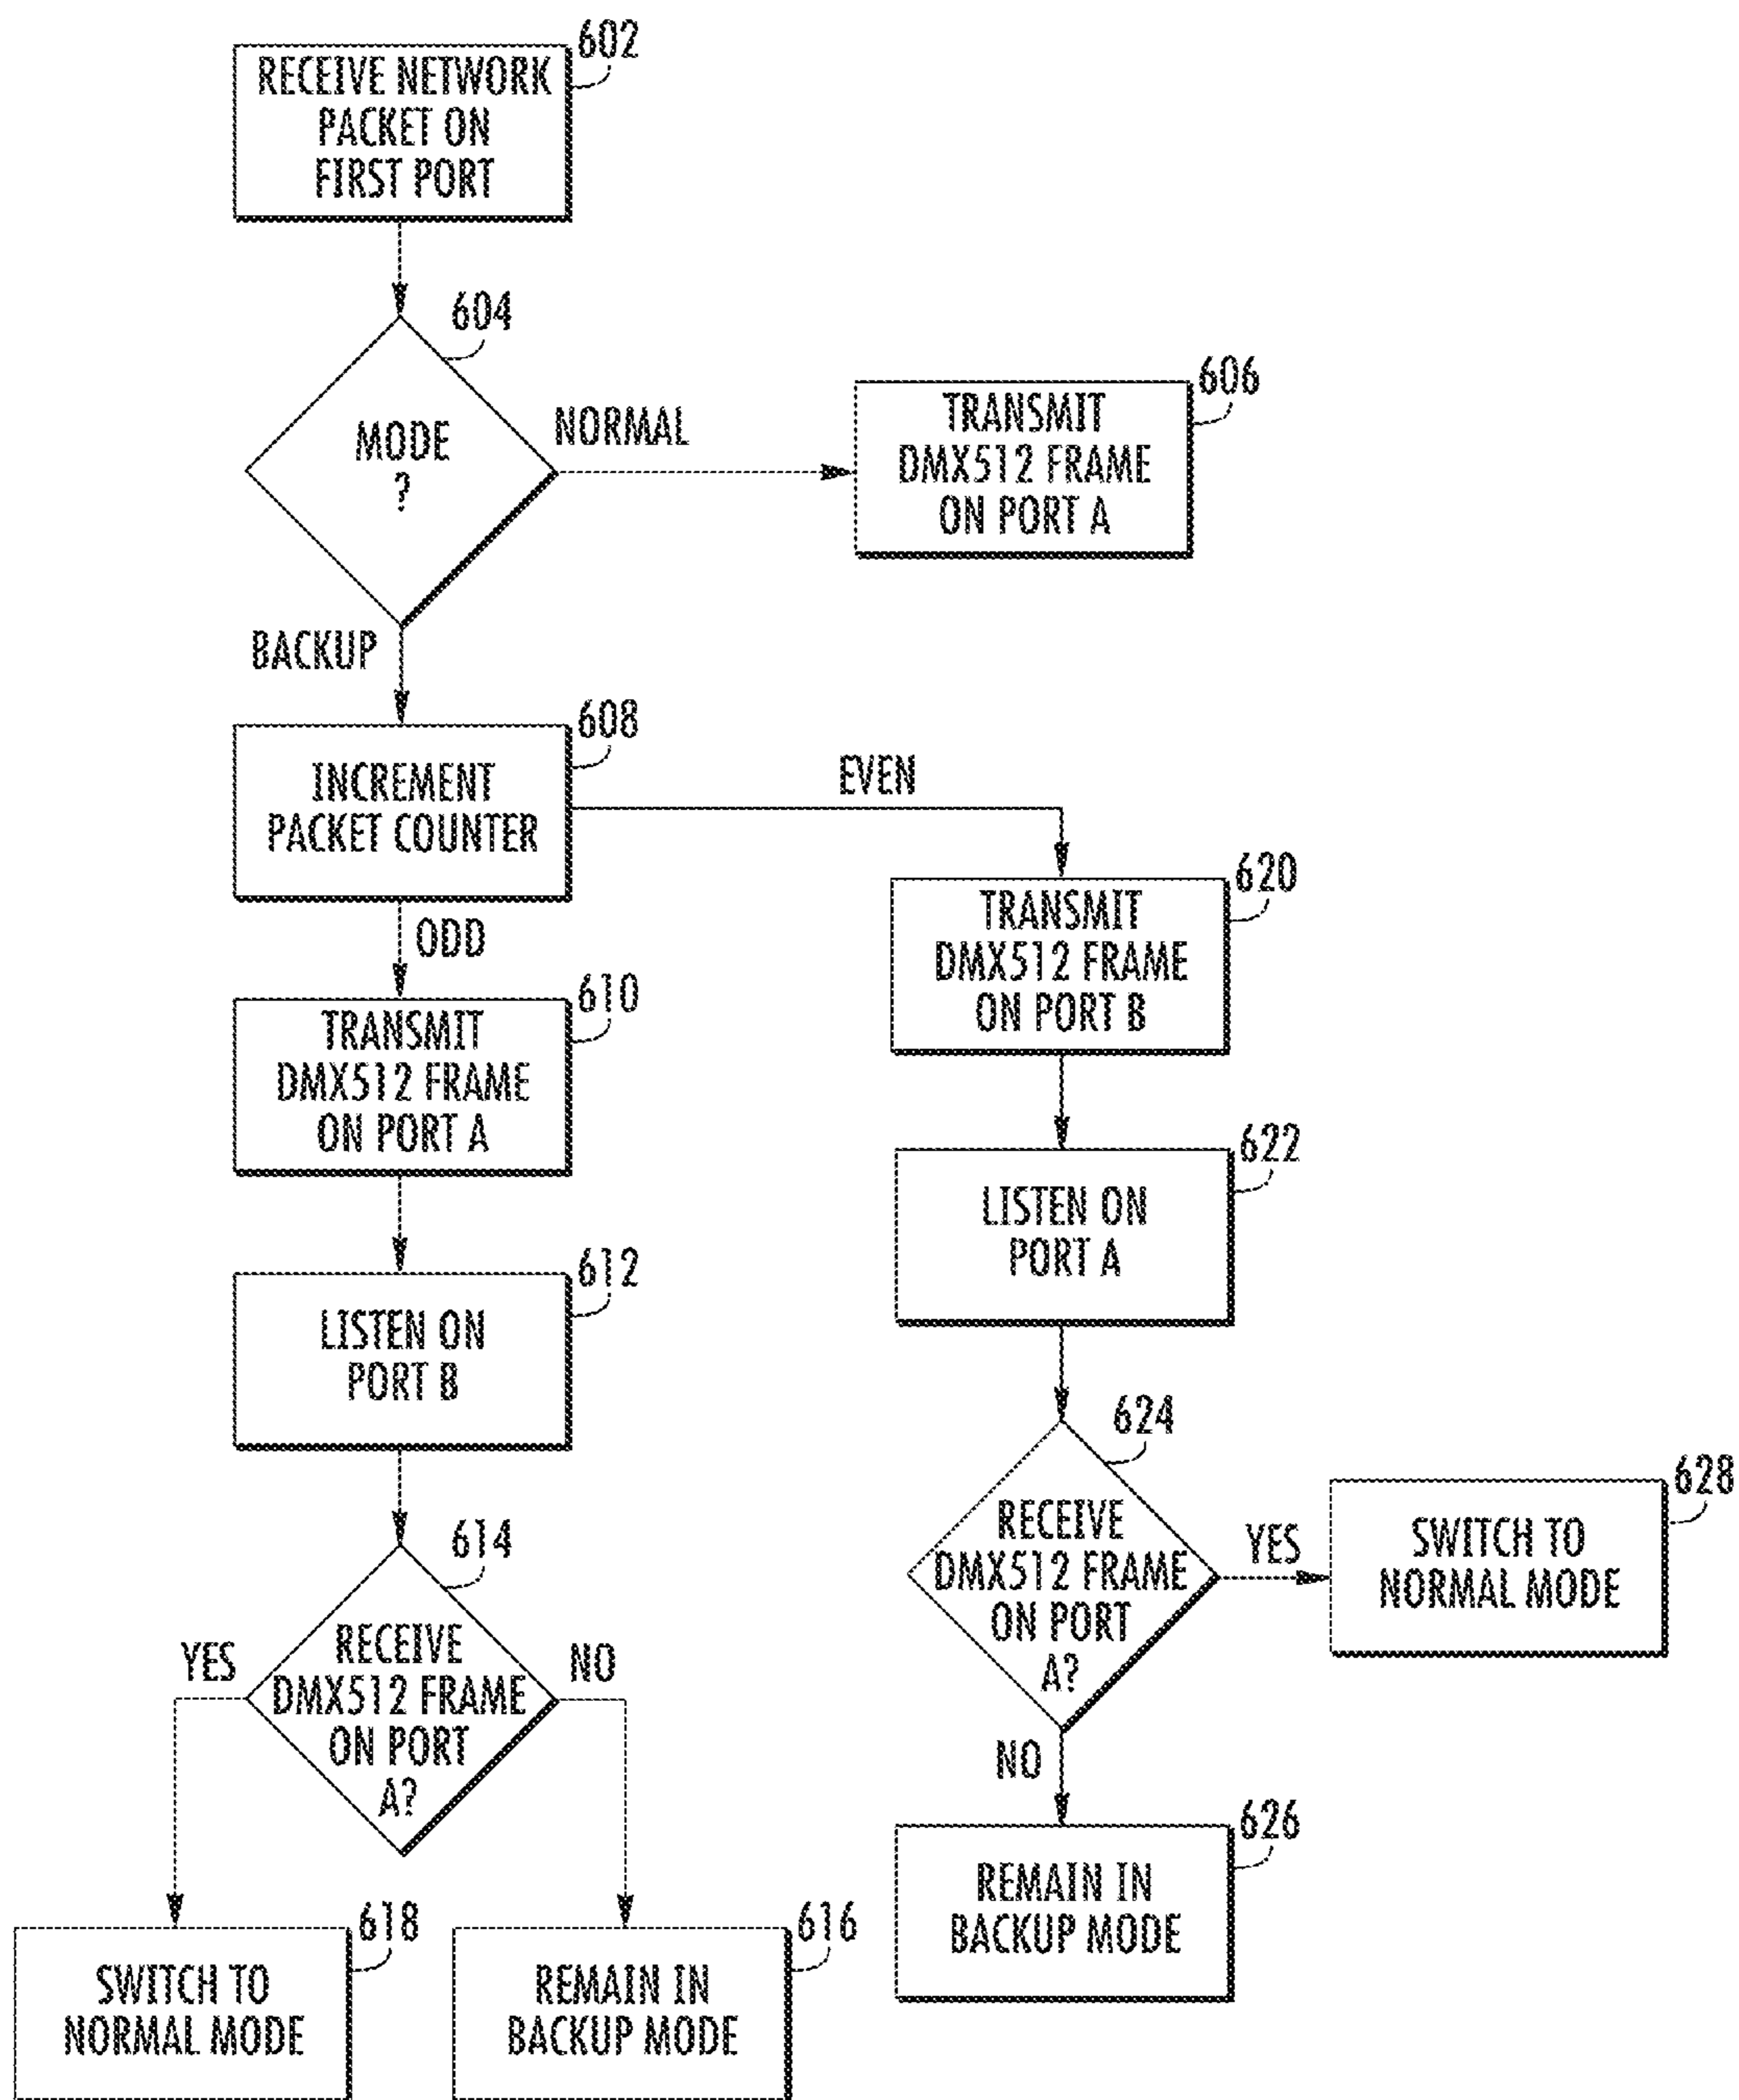 602
RECEIVE NETWORK
PACKET ON
FIRST PORT
604
MODE
?
NORMAL
606
TRANSMIT
DMX512 FRAME
ON PORT A
BACKUP
608
INCREMENT
PACKET COUNTER
EVEN
ODD
610
TRANSMIT
DMX512 FRAME
ON PORT A
612
LISTEN ON
PORT B
614
RECEIVE
DMX512 FRAME
ON PORT
A?
YES
NO
618
SWITCH TO
NORMAL MODE
616
REMAIN IN
BACKUP MODE
620
TRANSMIT
DMX512 FRAME
ON PORT B
622
LISTEN ON
PORT A
624
RECEIVE
DMX512 FRAME
ON PORT
A?
YES
628
SWITCH TO
NORMAL MODE
NO
626
REMAIN IN
BACKUP MODE